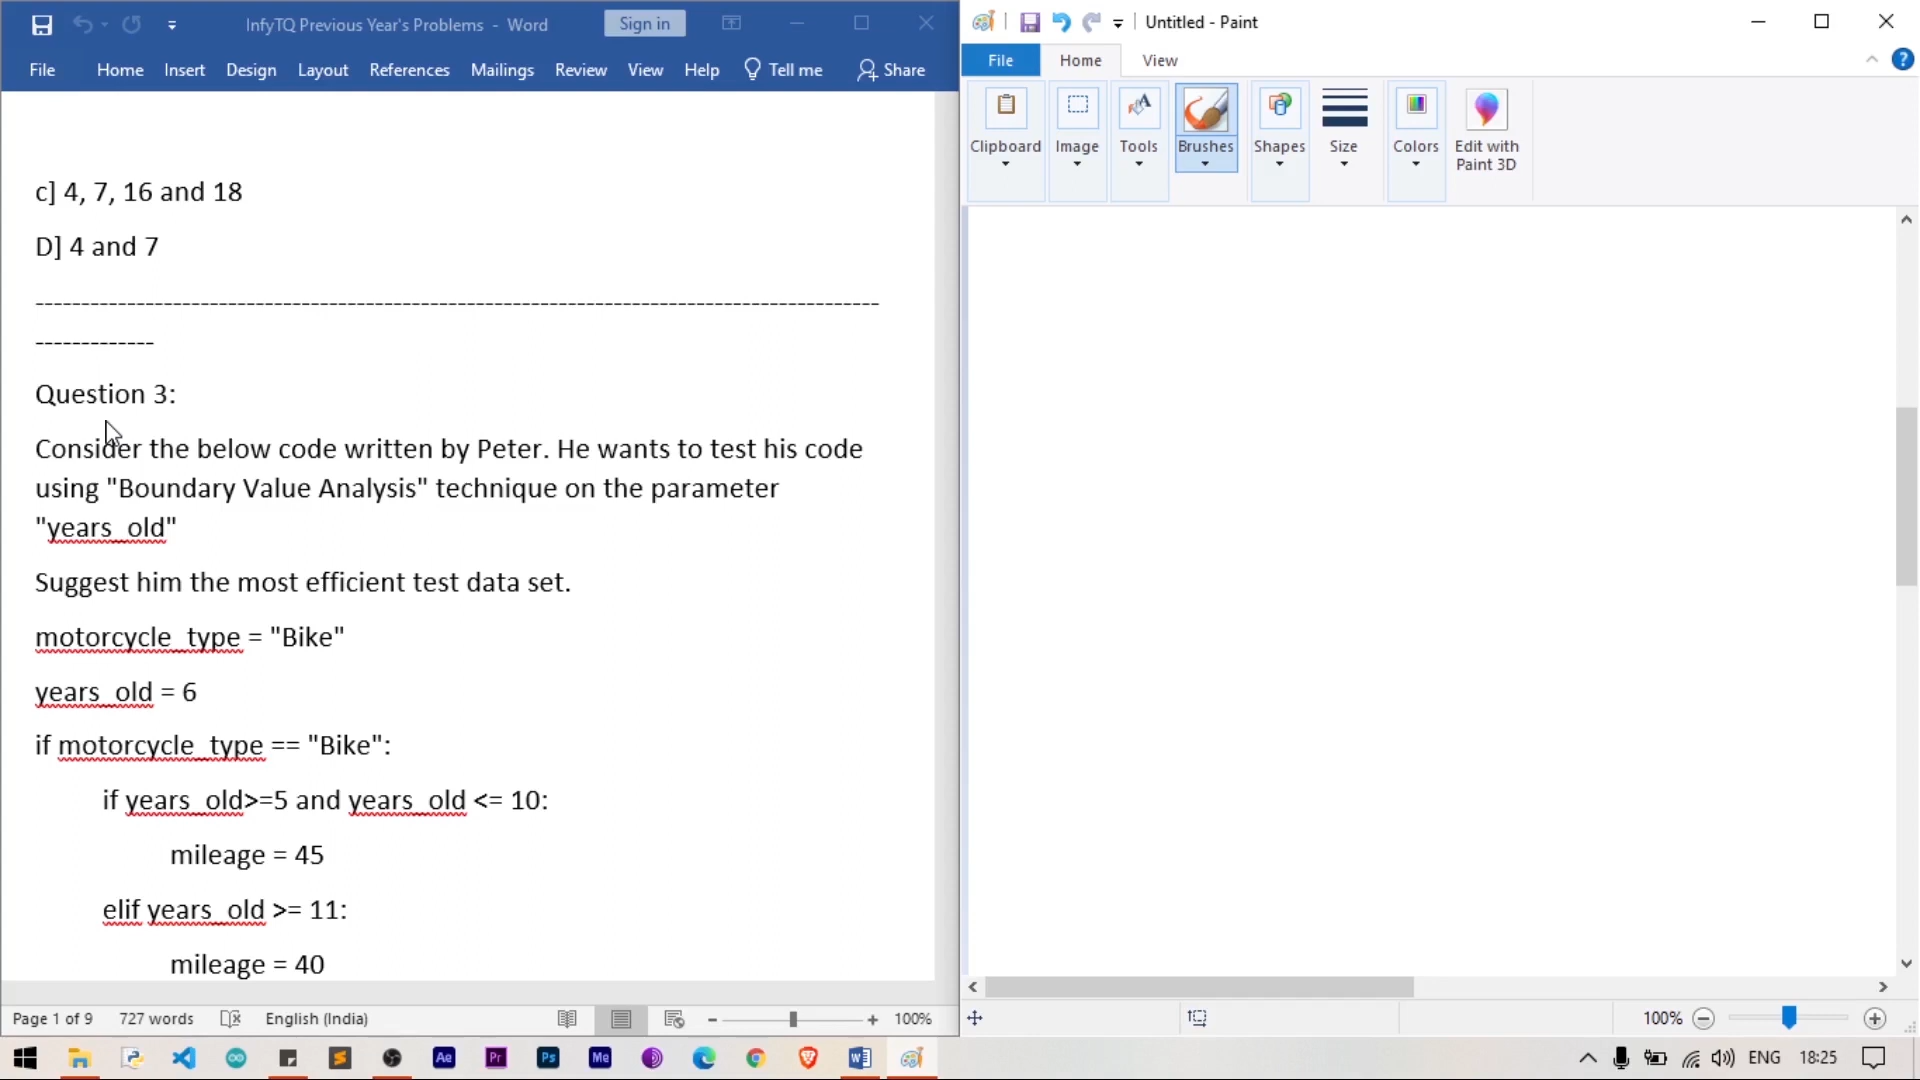 InfyTQ Previous Year's Problems - Word
Sign in
File Home Insert Design Layout References Mailings Review View Help Tell me Share
c] 4, 7, 16 and 18
D] 4 and 7
---------------------------------------------------------------------------------------------
-------------
Question 3:
Consider the below code written by Peter. He wants to test his code
using "Boundary Value Analysis" technique on the parameter
"years_old"
Suggest him the most efficient test data set.
motorcycle_type = "Bike"
years_old = 6
if motorcycle_type == "Bike":
if years_old>=5 and years_old <= 10:
mileage = 45
elif years_old >= 11:
mileage = 40
Page 1 of 9 727 words English (India) 100%
Untitled - Paint
File Home View
Clipboard Image Tools Brushes Shapes Size Colors Edit with
Paint 3D
100%
Ae Pr Ps Me
ENG 18:25